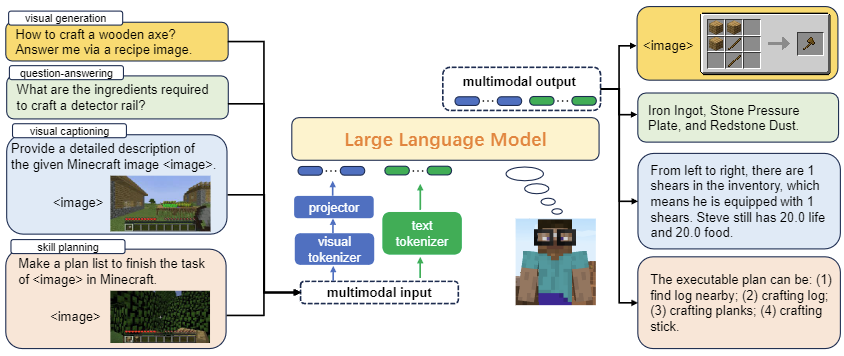 visual generation
How to craft a wooden axe?
Answer me via a recipe image.
question-answering
What are the ingredients required
to craft a detector rail?
visual captioning
Provide a detailed description of
the given Minecraft image <image>.
<image>
skill planning
Make a plan list to finish the task
of <image> in Minecraft.
<image>
multimodal output
Large Language Model
projector
visual
tokenizer
text
tokenizer
multimodal input
<image>
Iron Ingot, Stone Pressure
Plate, and Redstone Dust.
From left to right, there are 1
shears in the inventory, which
means he is equipped with 1
shears. Steve still has 20.0 life
and 20.0 food.
The executable plan can be: (1)
find log nearby; (2) crafting log;
(3) crafting planks; (4) crafting
stick.